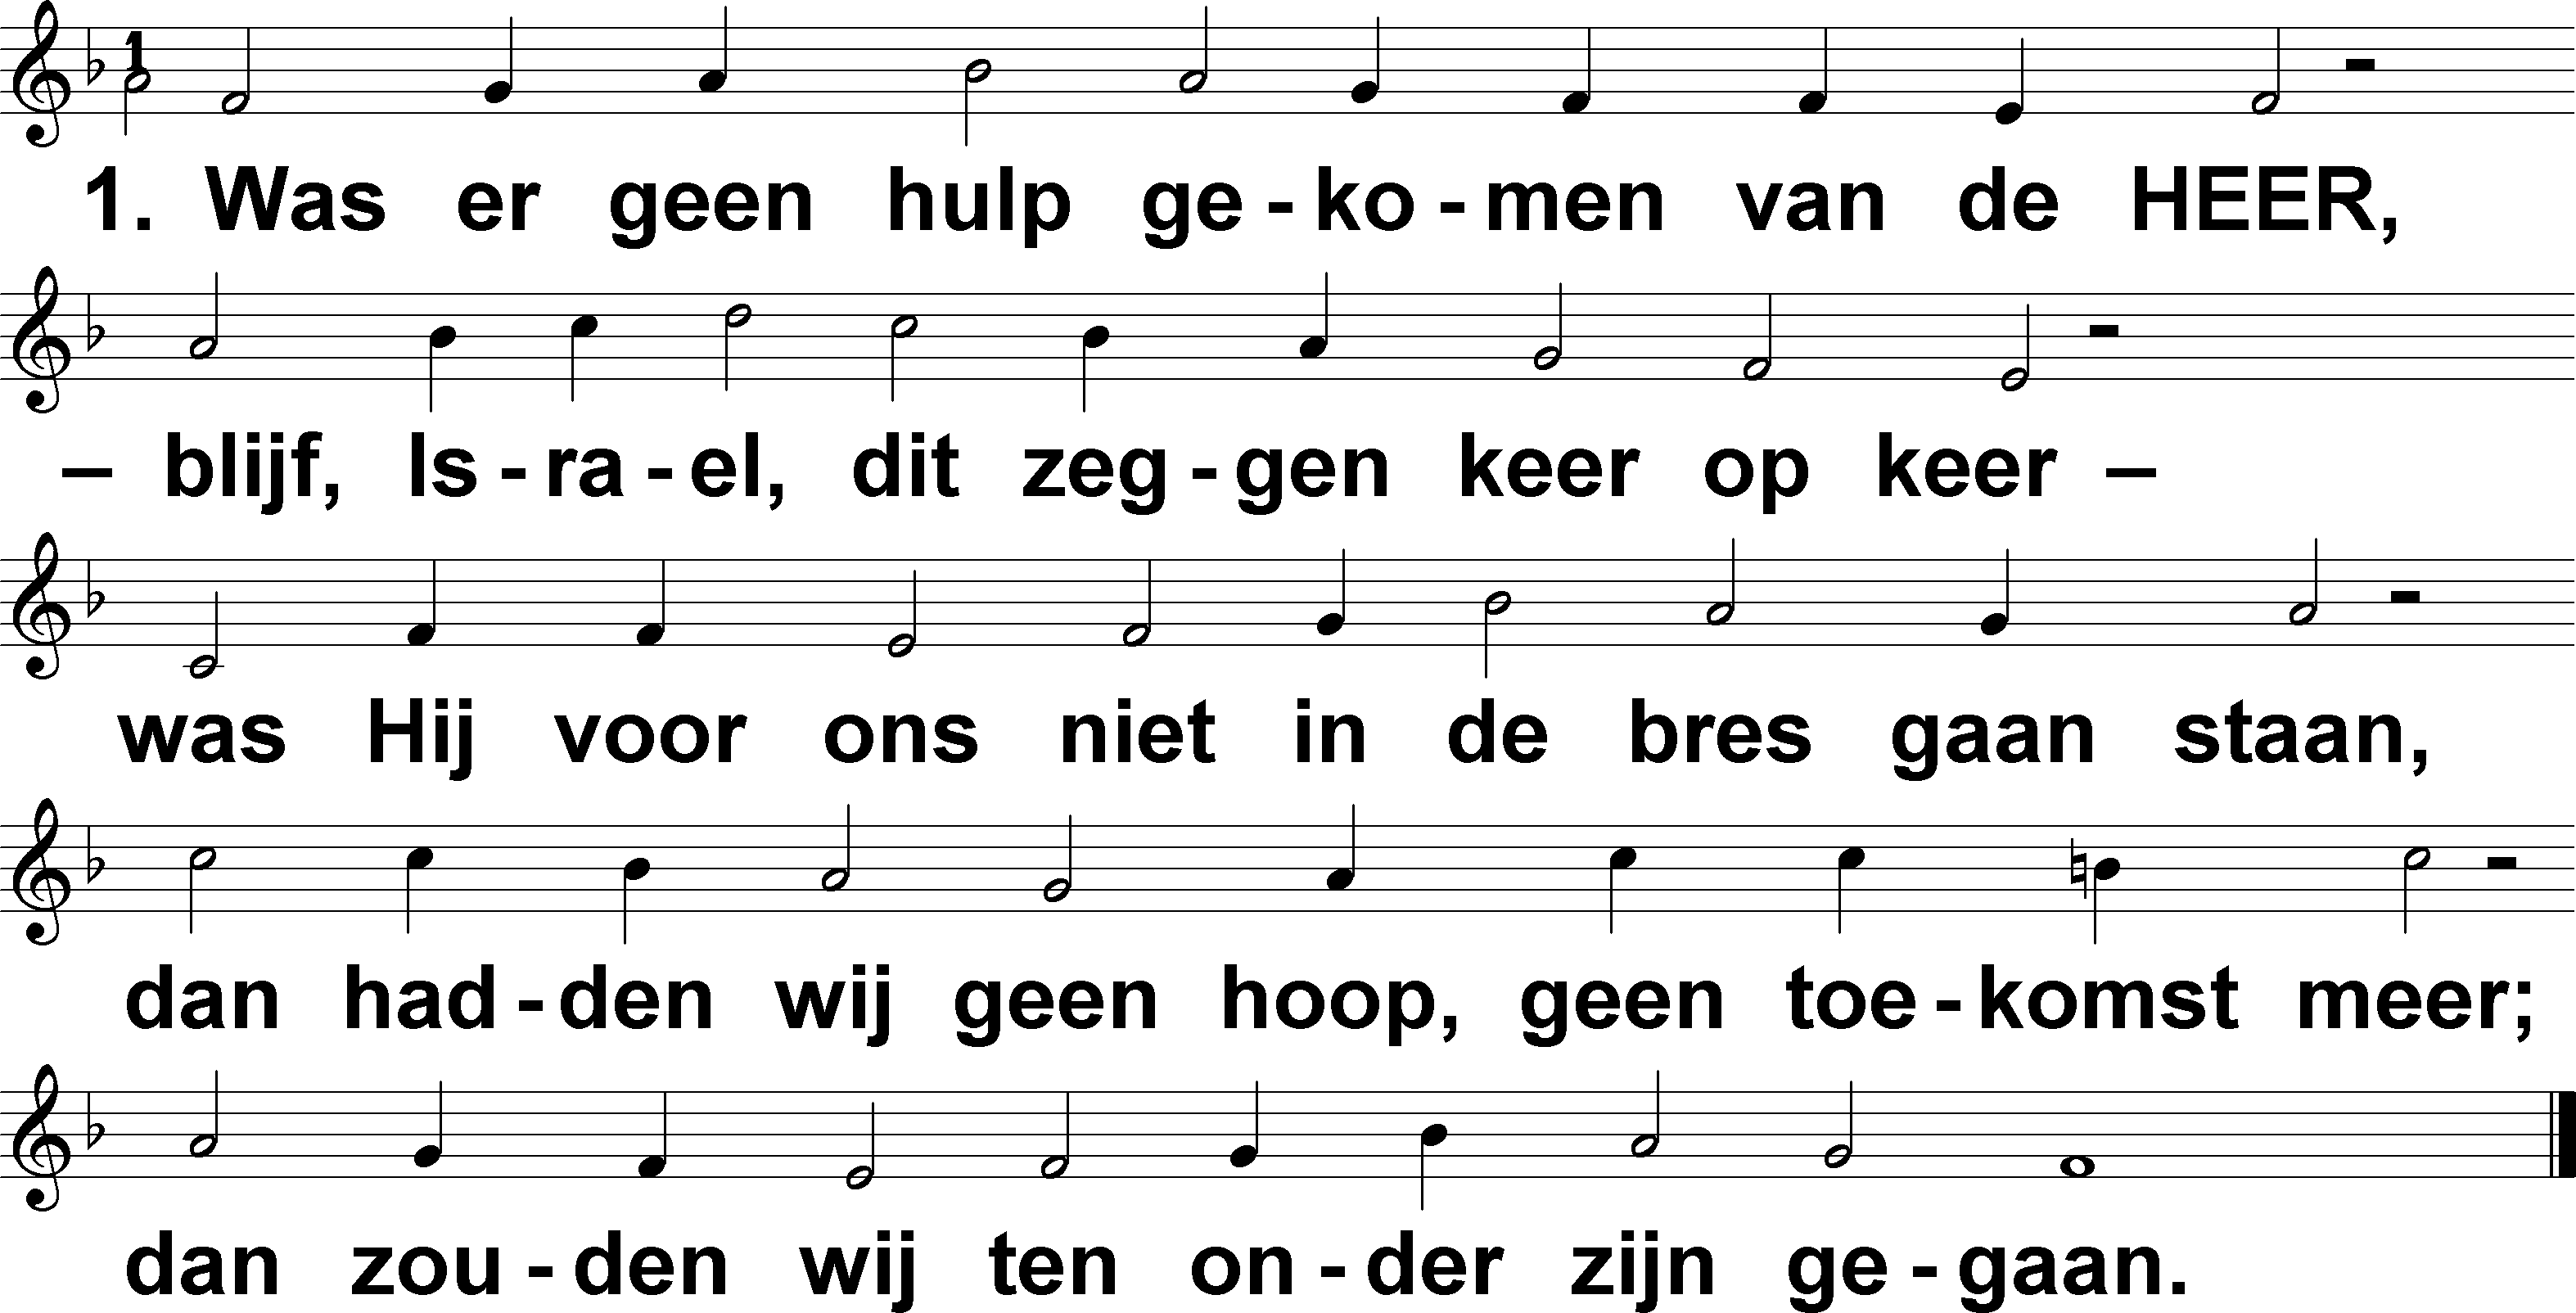 1
1. Was er geen hulp ge - ko - men van de HEER,
– blijf, Is - ra - el, dit zeg - gen keer op keer –
was Hij voor ons niet in de bres gaan staan,
dan had - den wij geen hoop, geen toe - komst meer;
dan zou - den wij ten on - der zijn ge - gaan.